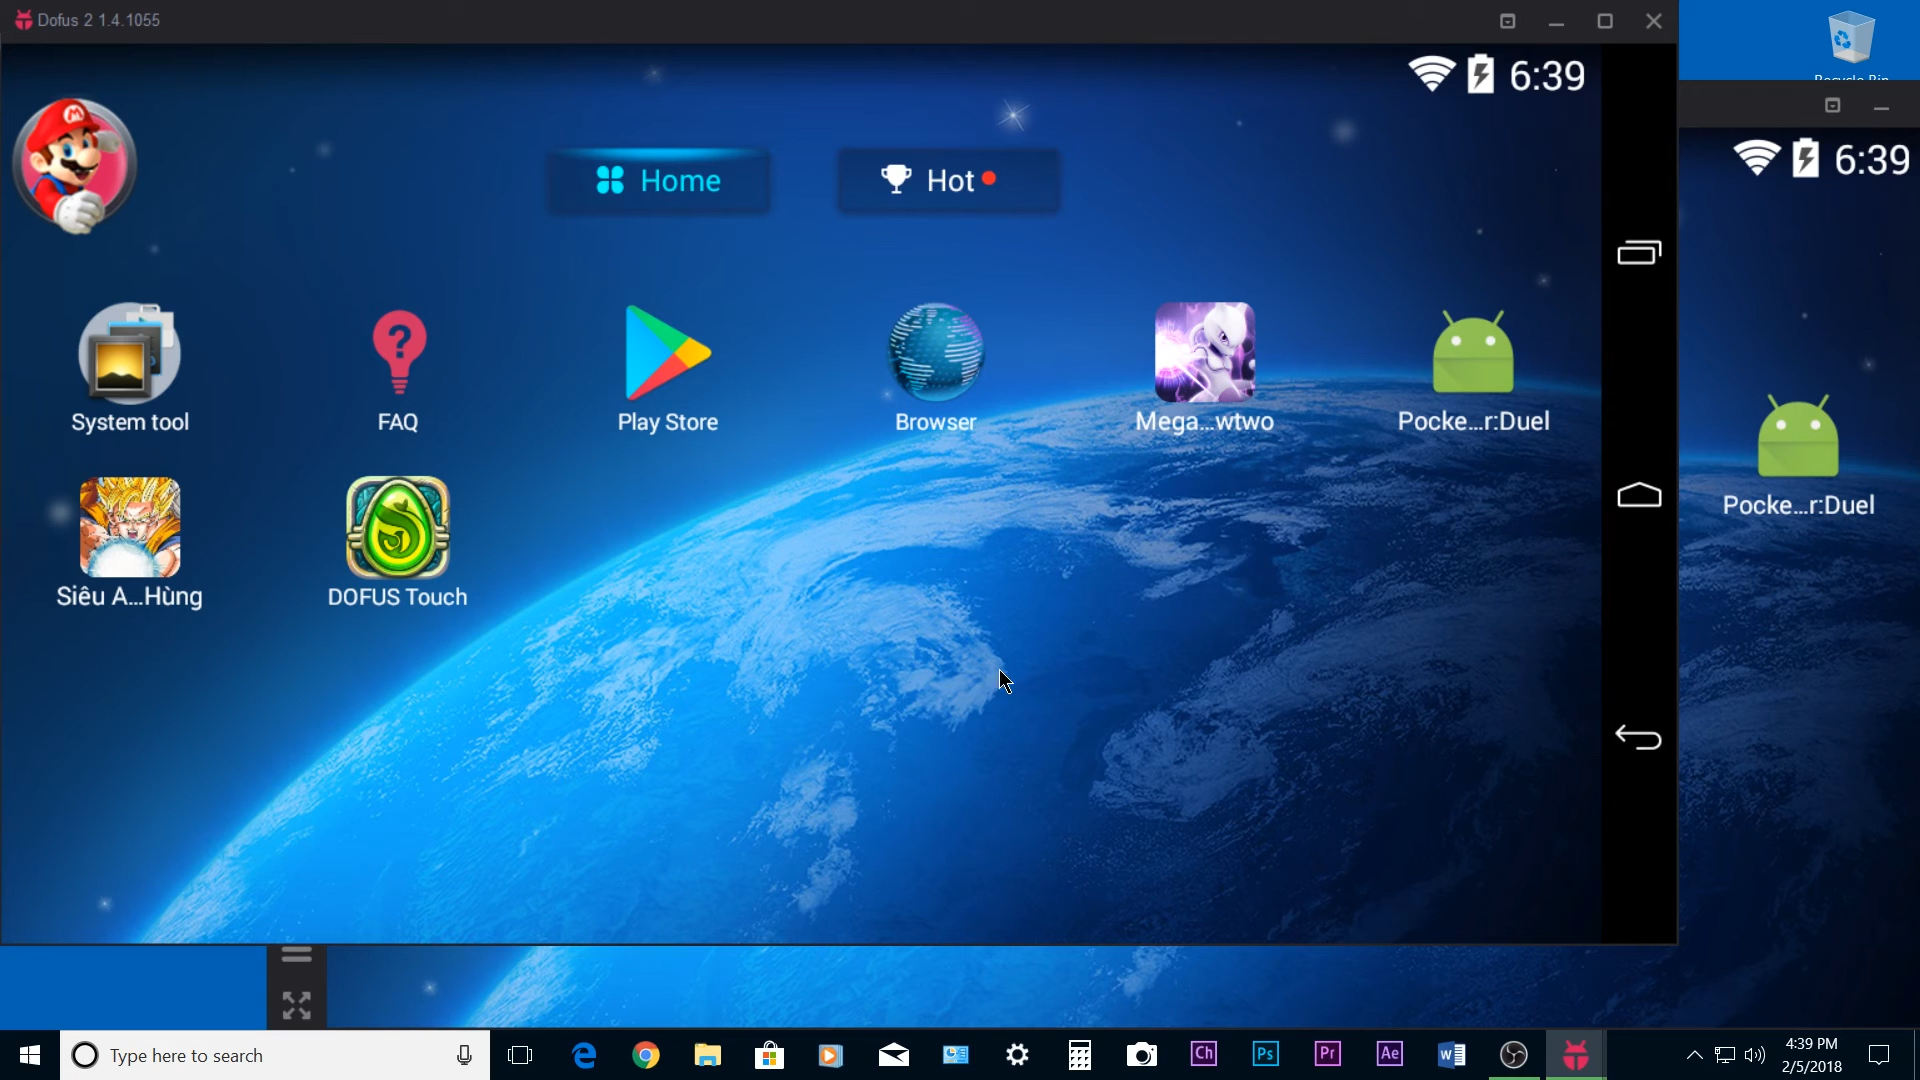 Dofus 2 1.4.1055
Recycle Bin
6:39
6:39
Home
Hot
System tool
FAQ
Play Store
Browser
Mega...wtwo
Pocke...r:Duel
Pocke...r:Duel
Siêu A...Hùng
DOFUS Touch
Type here to search
Ch
Ps
Pr
Ae
4:39 PM
2/5/2018